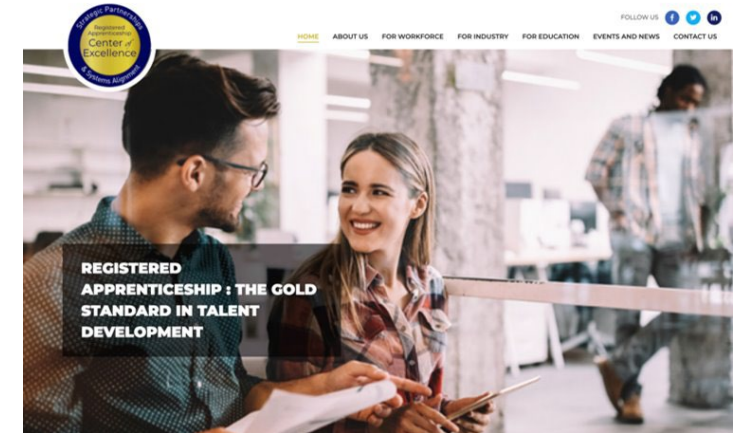 Strategic Partnerships
Registered
Apprenticeship
Center of
Excellence
& Systems Alignment
FOLLOW US
HOME ABOUT US FOR WORKFORCE FOR INDUSTRY FOR EDUCATION EVENTS AND NEWS CONTACT US
REGISTERED
APPRENTICESHIP : THE GOLD
STANDARD IN TALENT
DEVELOPMENT